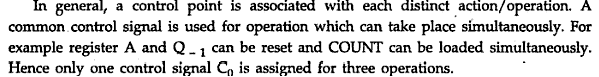 In general, a control point is associated with each distinct action/operation. A
common control signal is used for operation which can take place simultaneously. For
example register A and Q₋₁ can be reset and COUNT can be loaded simultaneously.
Hence only one control signal C₀ is assigned for three operations.